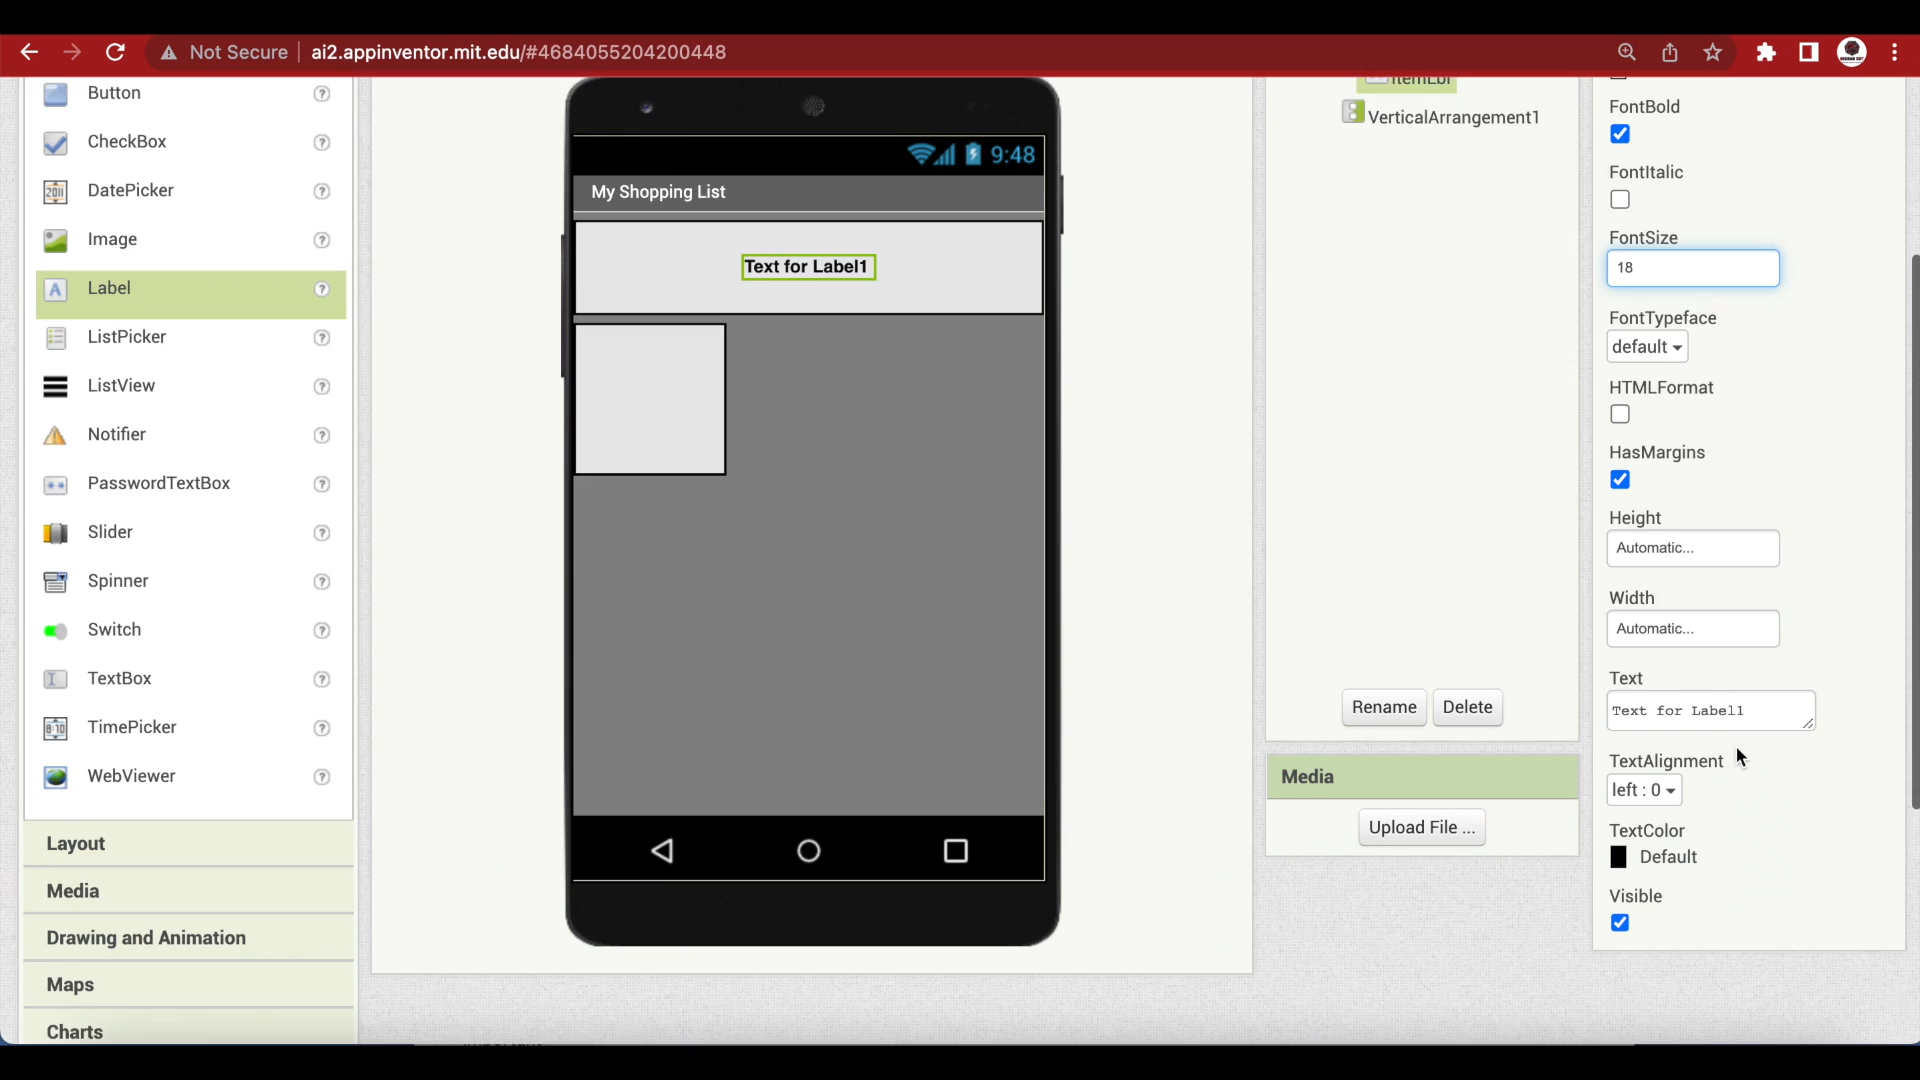 Not Secure
ai2.appinventor.mit.edu/#4684055204200448
Button
CheckBox
DatePicker
Image
Label
ListPicker
ListView
Notifier
PasswordTextBox
Slider
Spinner
Switch
TextBox
TimePicker
WebViewer
Layout
Media
Drawing and Animation
Maps
Charts
9:48
My Shopping List
Text for Label1
ItemLbl
VerticalArrangement1
Rename
Delete
Media
Upload File ...
FontBold
FontItalic
FontSize
18
FontTypeface
default
HTMLFormat
HasMargins
Height
Automatic...
Width
Automatic...
Text
Text for Label1
TextAlignment
left : 0
TextColor
Default
Visible